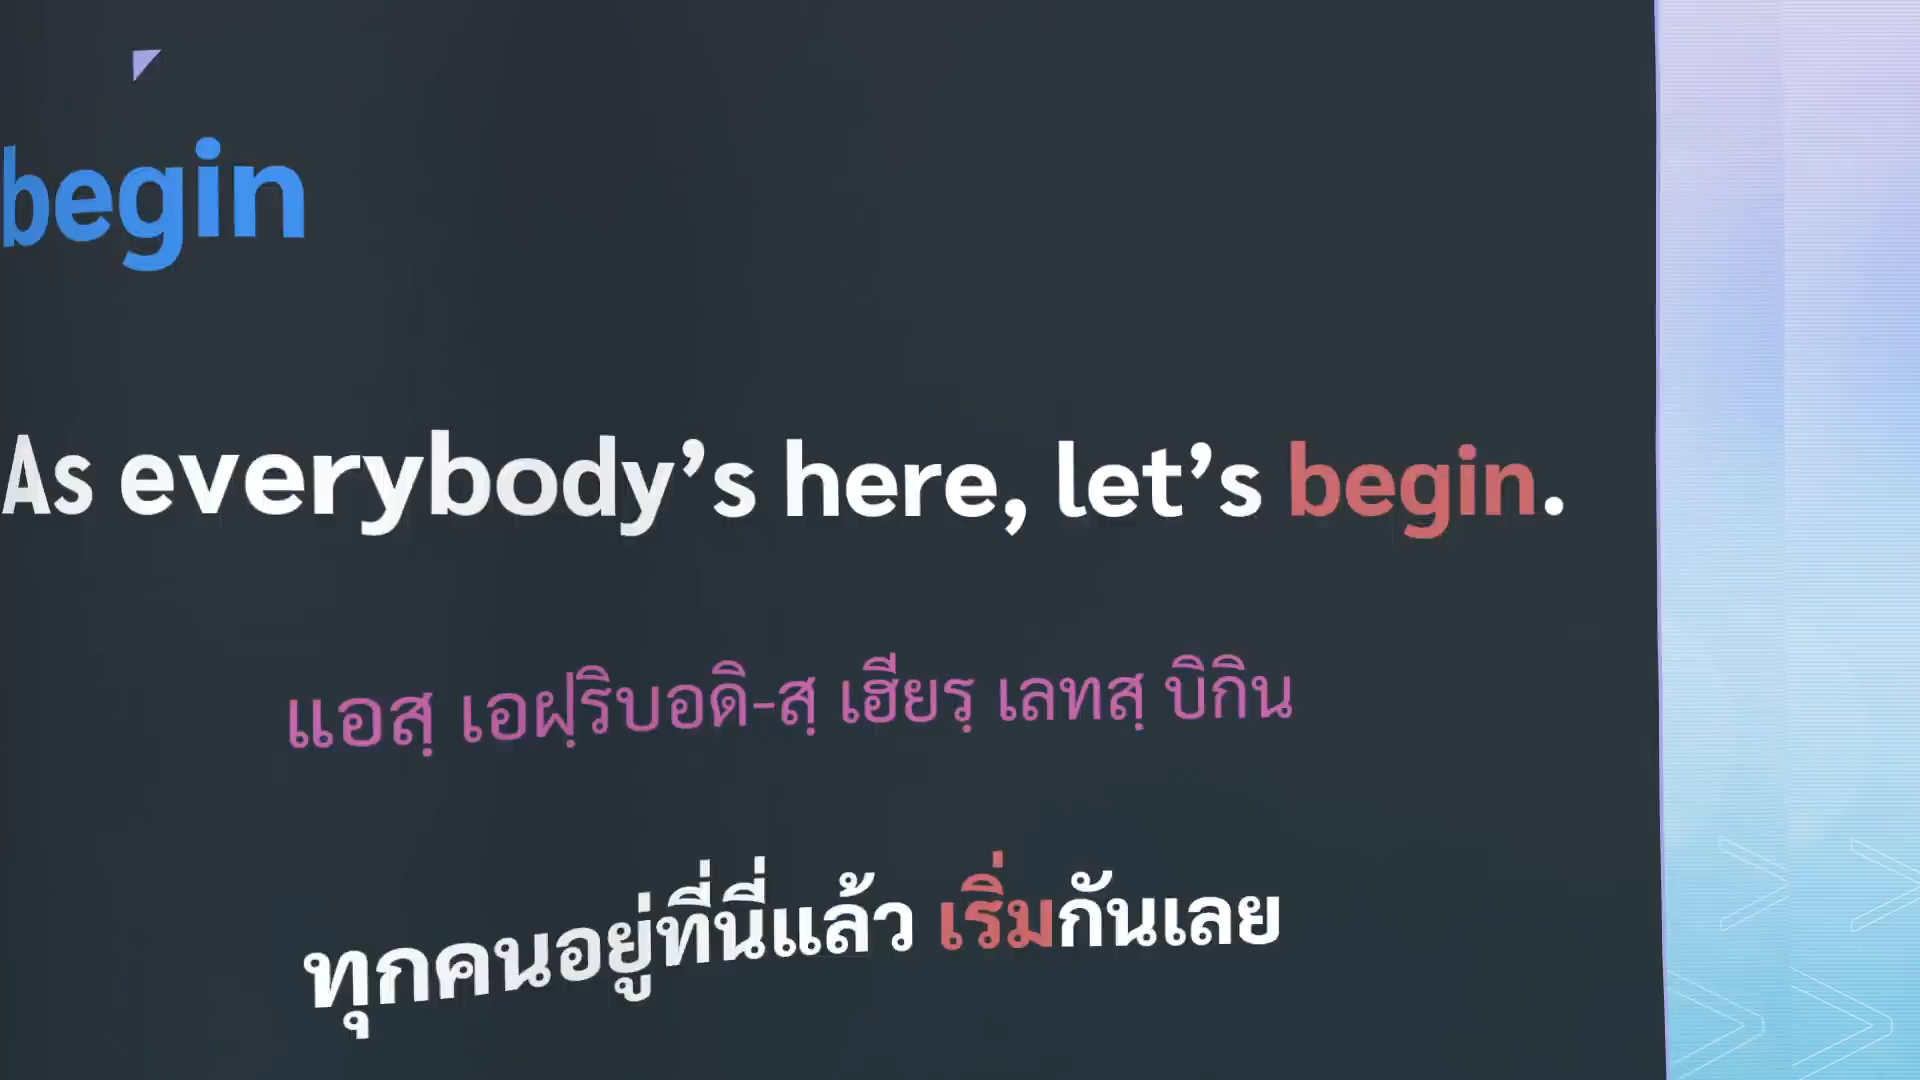 begin
As everybody’s here, let’s begin.
แอสฺ เอฝฺริบอดิ-สฺ เฮียรฺ เลทสฺ บิกิน
ทุกคนอยู่ที่นี่แล้ว เริ่มกันเลย